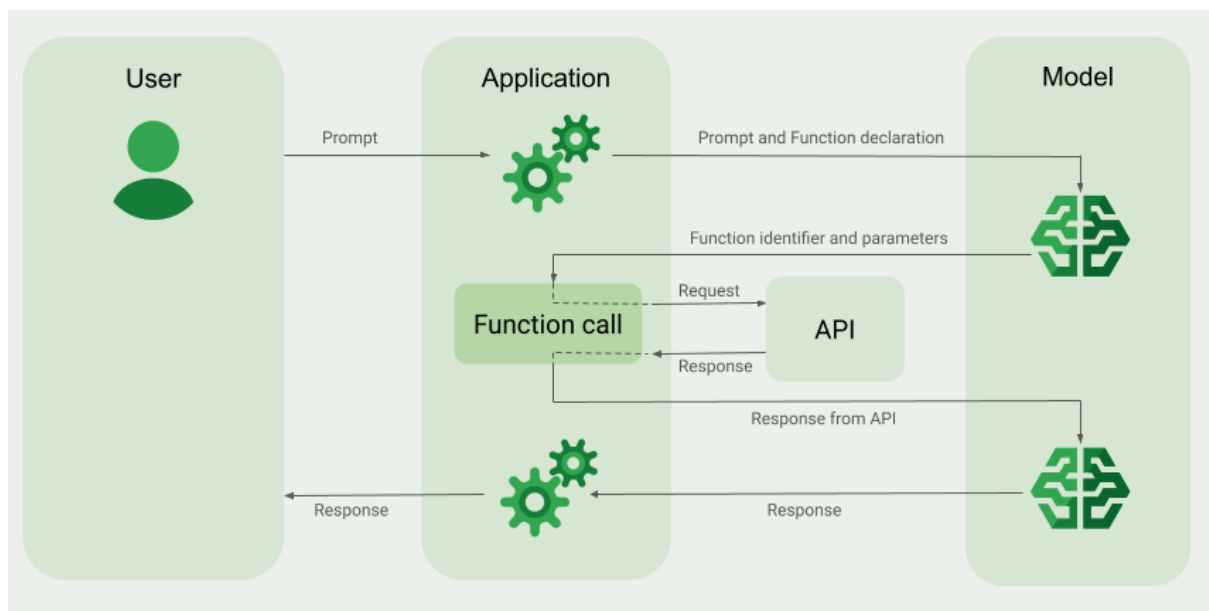 User
Application
Model
Prompt
Prompt and Function declaration
Function identifier and parameters
Request
Function call
API
Response
Response from API
Response
Response